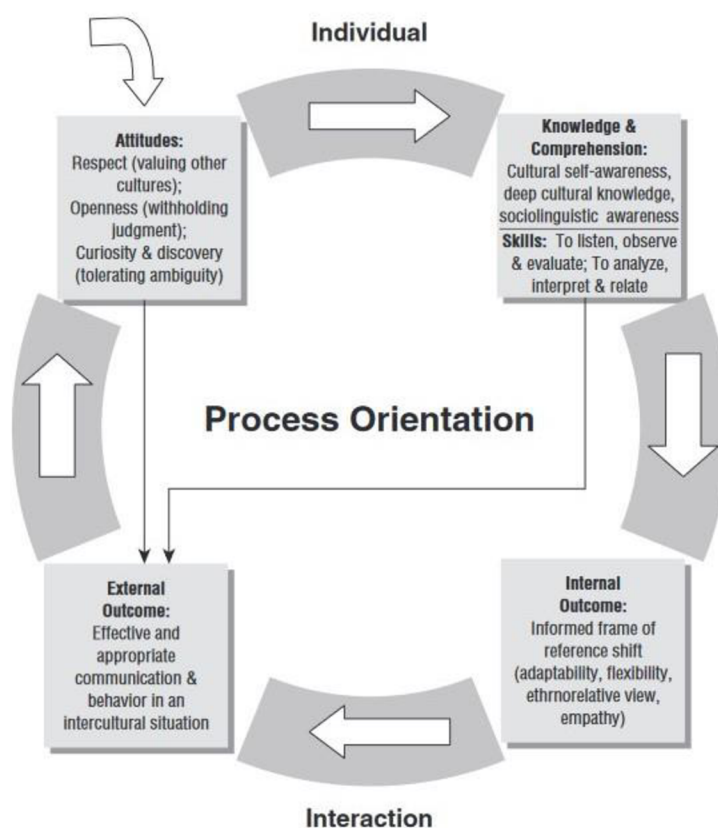 Individual
Attitudes:
Respect (valuing other
cultures);
Openness (withholding
judgment);
Curiosity & discovery
(tolerating ambiguity)
Knowledge &
Comprehension:
Cultural self-awareness,
deep cultural knowledge,
sociolinguistic awareness
Skills: To listen, observe
& evaluate; To analyze,
interpret & relate
Process Orientation
External
Outcome:
Effective and
appropriate
communication &
behavior in an
intercultural situation
Internal
Outcome:
Informed frame of
reference shift
(adaptability, flexibility,
ethrnorelative view,
empathy)
Interaction